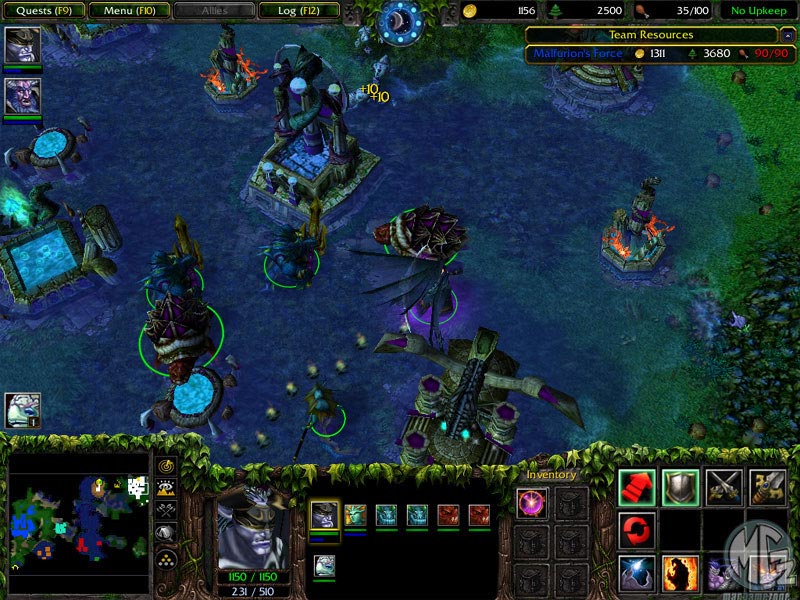 Quests (F9) Menu (F10) Allies Log (F12) 1156 2500 35/100 No Upkeep
Team Resources
Malfurion's Force 1311 3680 90/90
+10
+10
1
Inventory
1150 / 1150
231 / 510